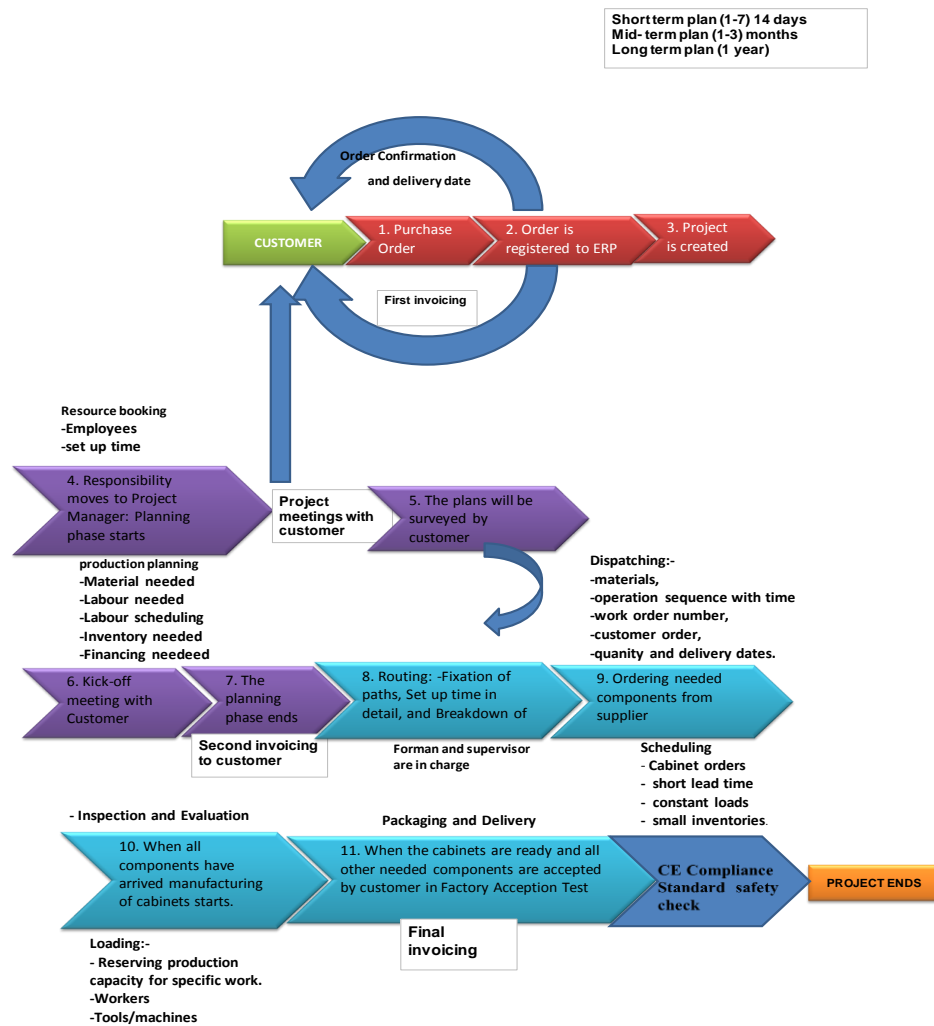 Short term plan (1-7) 14 days
Mid- term plan (1-3) months
Long term plan (1 year)
Order Confirmation
and delivery date
CUSTOMER
1. Purchase
Order
2. Order is
registered to ERP
3. Project
is created
First invoicing
Resource booking
-Employees
-set up time
4. Responsibility
moves to Project
Manager: Planning
phase starts
Project
meetings with
customer
5. The plans will be
surveyed by
customer
production planning
-Material needed
-Labour needed
-Labour scheduling
-Inventory needed
-Financing needeed
Dispatching:-
-materials,
-operation sequence with time
-work order number,
-customer order,
-quanity and delivery dates.
6. Kick-off
meeting with
Customer
7. The
planning
phase ends
8. Routing: -Fixation of
paths, Set up time in
detail, and Breakdown of
9. Ordering needed
components from
supplier
Second invoicing
to customer
Forman and supervisor
are in charge
Scheduling
- Cabinet orders
- short lead time
- constant loads
- small inventories.
- Inspection and Evaluation
Packaging and Delivery
10. When all
components have
arrived manufacturing
of cabinets starts.
11. When the cabinets are ready and all
other needed components are accepted
by customer in Factory Acception Test
CE Compliance
Standard safety
check
PROJECT ENDS
Final
invoicing
Loading:-
- Reserving production
capacity for specific work.
-Workers
-Tools/machines